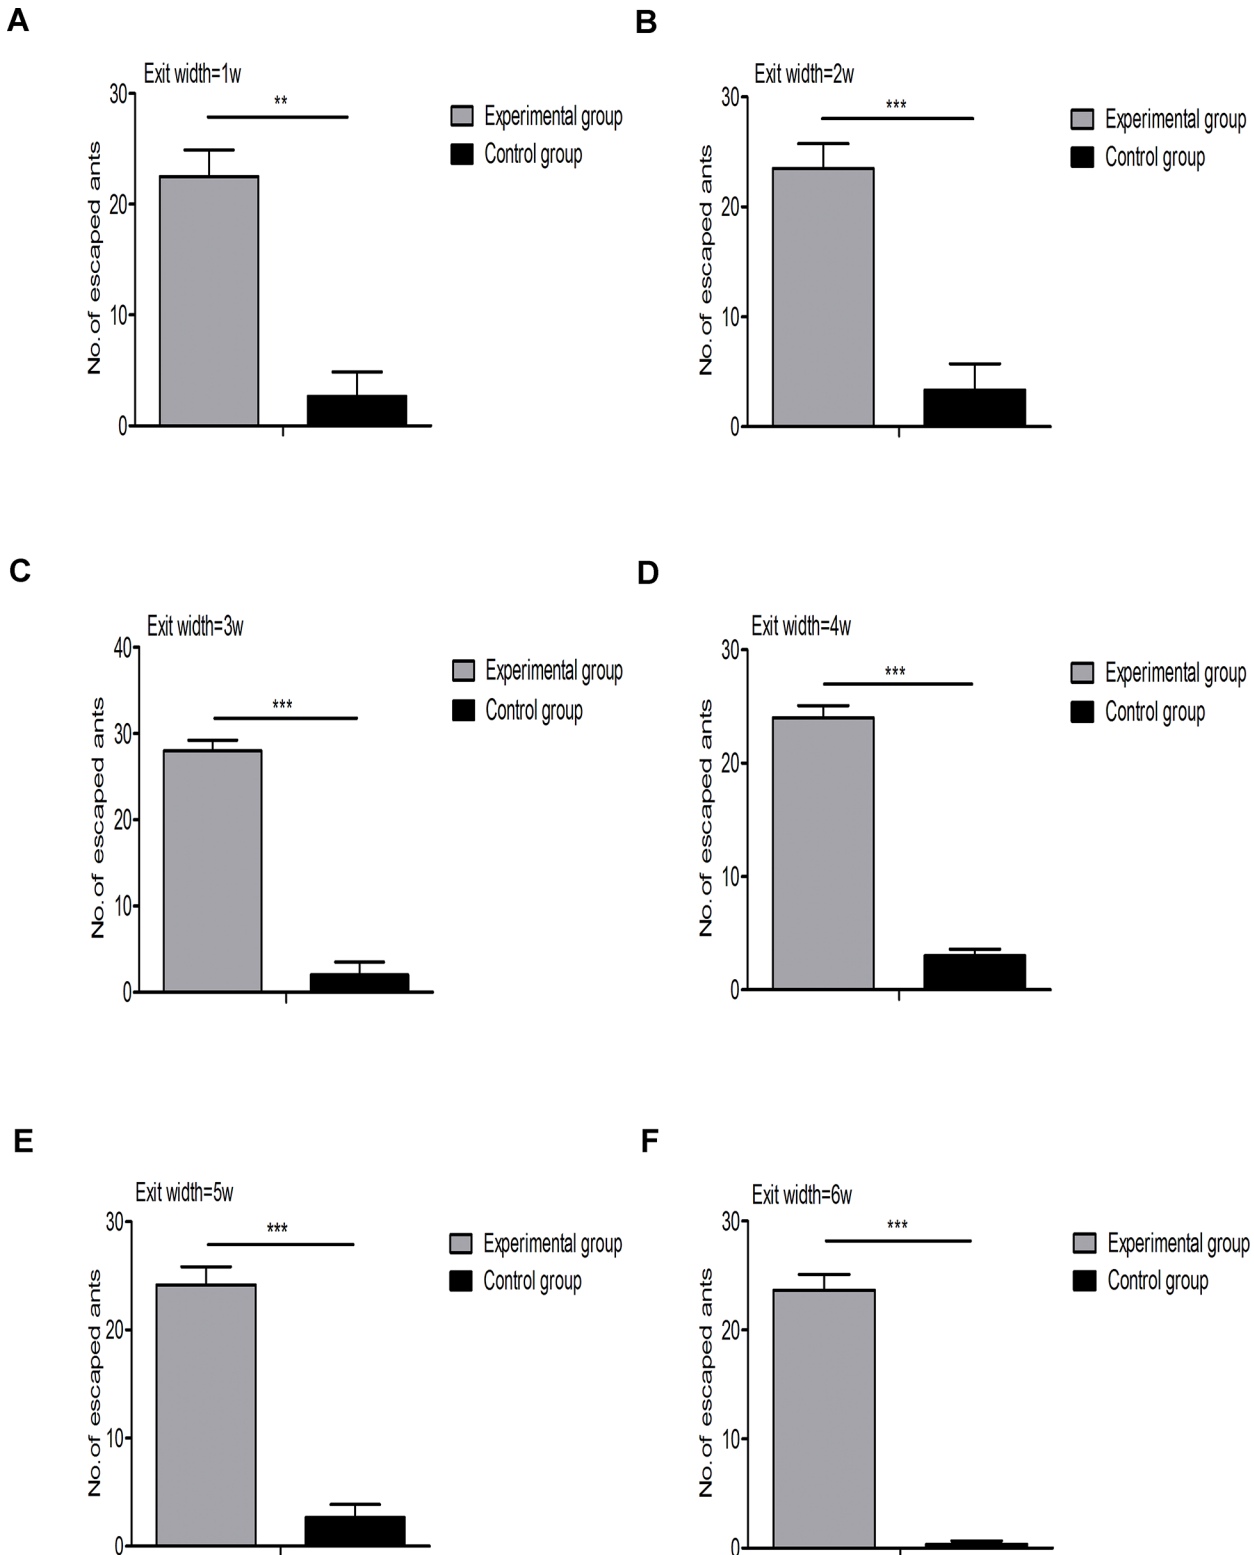 A
Exit width=1w
**
30
20
10
0
No. of escaped ants
Experimental group
Control group
B
Exit width=2w
***
30
20
10
0
No. of escaped ants
Experimental group
Control group
C
Exit width=3w
***
40
30
20
10
0
No. of escaped ants
Experimental group
Control group
D
Exit width=4w
***
30
20
10
0
No. of escaped ants
Experimental group
Control group
E
Exit width=5w
***
30
20
10
0
No. of escaped ants
Experimental group
Control group
F
Exit width=6w
***
30
20
10
0
No. of escaped ants
Experimental group
Control group